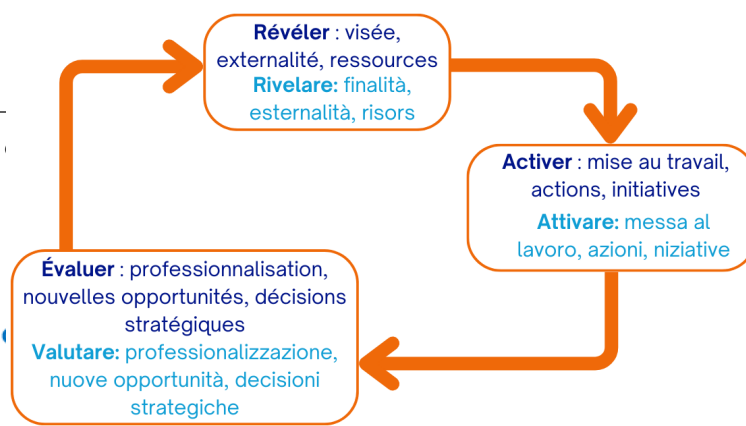 Révéler : visée,
externalité, ressources
Rivelare: finalità,
esternalità, risors
Activer : mise au travail,
actions, initiatives
Attivare: messa al
lavoro, azioni, niziative
Évaluer : professionnalisation,
nouvelles opportunités, décisions
stratégiques
Valutare: professionalizzazione,
nuove opportunità, decisioni
strategiche